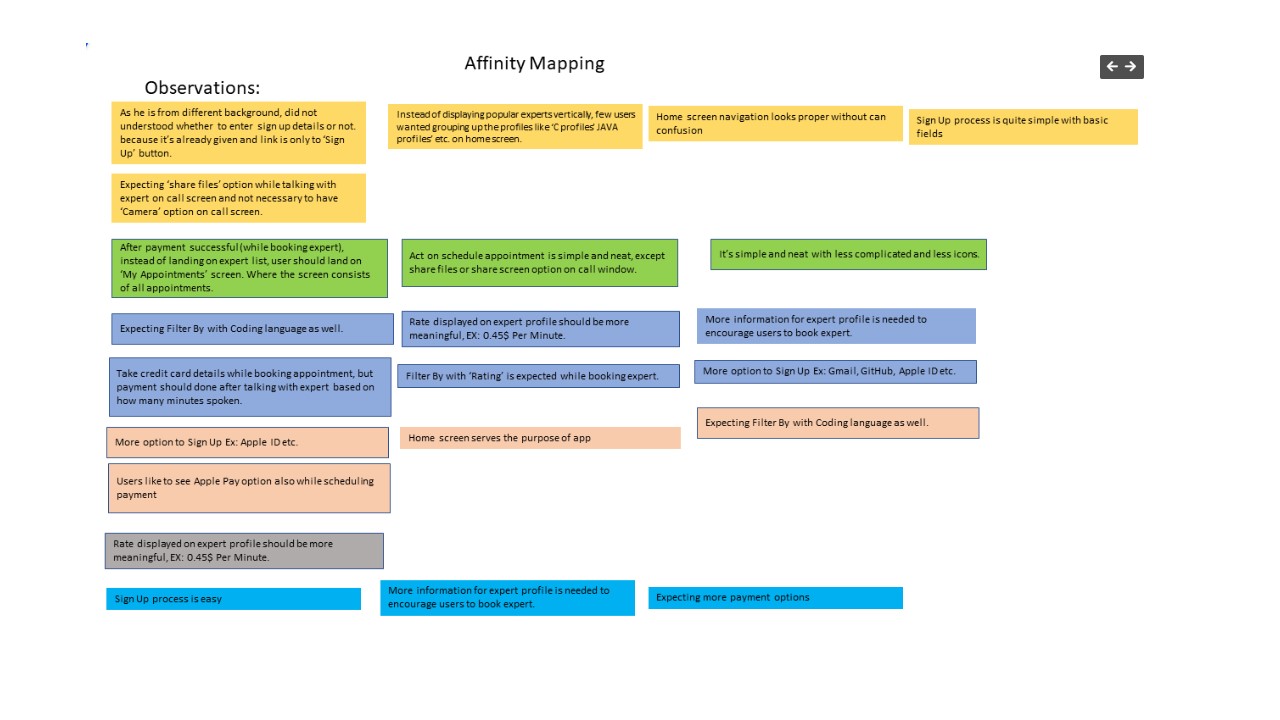 Affinity Mapping
Observations:
As he is from different background, did not
understood whether to enter sign up details or not.
because it's already given and link is only to 'Sign
Up' button.
Instead of displaying popular experts vertically, few users
wanted grouping up the profiles like 'C profiles' JAVA
profiles' etc. on home screen.
Home screen navigation looks proper without can
confusion
Sign Up process is quite simple with basic
fields
Expecting 'share files' option while talking with
expert on call screen and not necessary to have
'Camera' option on call screen.
After payment successful(while booking expert),
instead of landing on expert list, user should land on
'My Appointments' screen. Where the screen consists
of all appointments.
Act on schedule appointment is simple and neat, except
share files or share screen option on call window.
It's simple and neat with less complicated and less icons.
Expecting Filter By with Coding language as well.
Rate displayed on expert profile should be more
meaningful, EX: 0.45$ Per Minute.
More information for expert profile is needed to
encourage users to book expert.
Take credit card details while booking appointment, but
payment should done after talking with expert based on
how many minutes spoken.
Filter By with 'Rating' is expected while booking expert.
More option to Sign Up Ex: Gmail, GitHub, Apple ID etc.
More option to Sign Up Ex: Apple ID etc.
Home screen serves the purpose of app
Expecting Filter By with Coding language as well.
Users like to see Apple Pay option also while scheduling
payment
Rate displayed on expert profile should be more
meaningful, EX: 0.45$ Per Minute.
Sign Up process is easy
More information for expert profile is needed to
encourage users to book expert.
Expecting more payment options